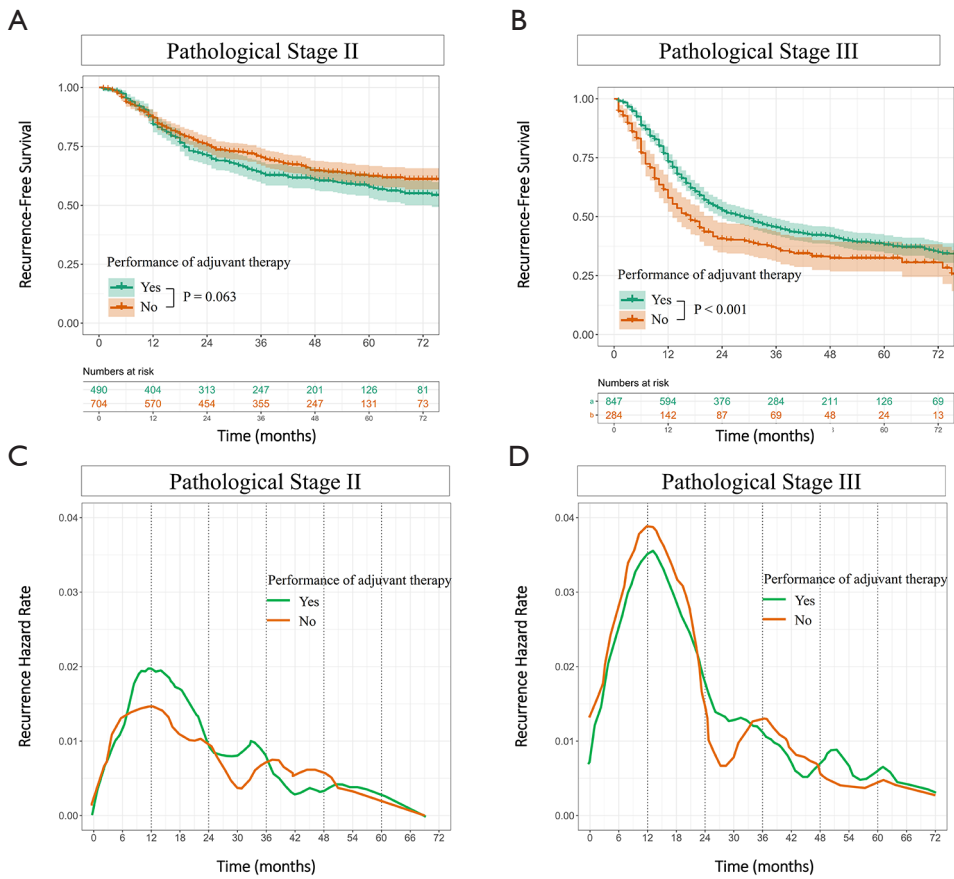 A
Pathological Stage II
1.00
0.75
0.50
0.25
0.00
Recurrence-Free Survival
Performance of adjuvant therapy
Yes
No
P = 0.063
0 12 24 36 48 60 72
Numbers at risk
490 404 313 247 201 126 81
704 570 454 355 247 131 73
0 12 24 36 48 60 72
Time (months)
B
Pathological Stage III
1.00
0.75
0.50
0.25
0.00
Recurrence-Free Survival
Performance of adjuvant therapy
Yes
No
P < 0.001
0 12 24 36 48 60 72
Numbers at risk
a 847 594 376 284 211 126 69
b 284 142 87 69 48 24 13
0 12 60 72
Time (months)
C
Pathological Stage II
0.04
0.03
0.02
0.01
0.00
Recurrence Hazard Rate
Performance of adjuvant therapy
Yes
No
0 6 12 18 24 30 36 42 48 54 60 66 72
Time (months)
D
Pathological Stage III
0.04
0.03
0.02
0.01
0.00
Recurrence Hazard Rate
Performance of adjuvant therapy
Yes
No
0 6 12 18 24 30 36 42 48 54 60 66 72
Time (months)